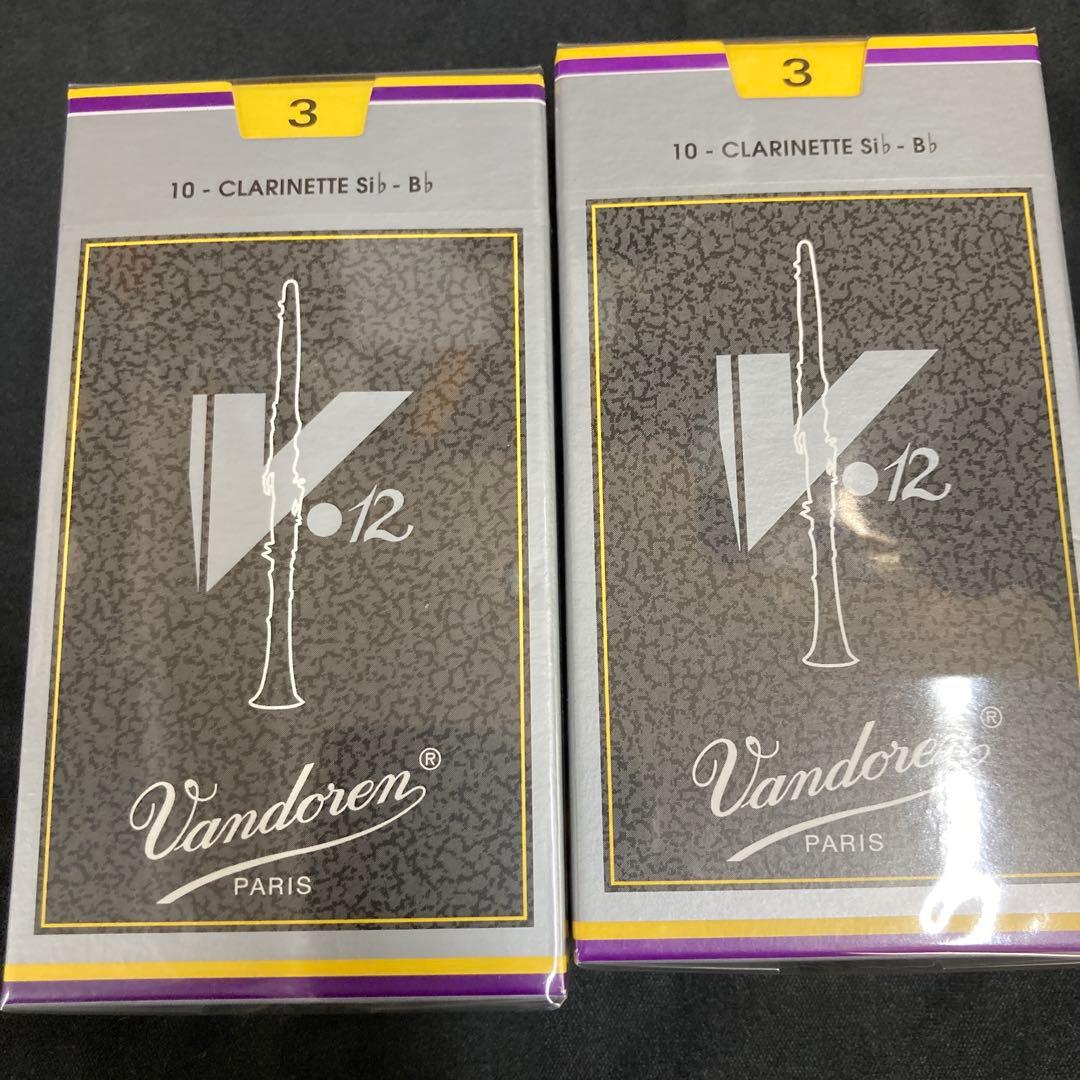 3
10 - CLARINETTE Si♭ - B♭
V•12
Vandoren®
PARIS
3
10 - CLARINETTE Si♭ - B♭
V•12
Vandoren®
PARIS